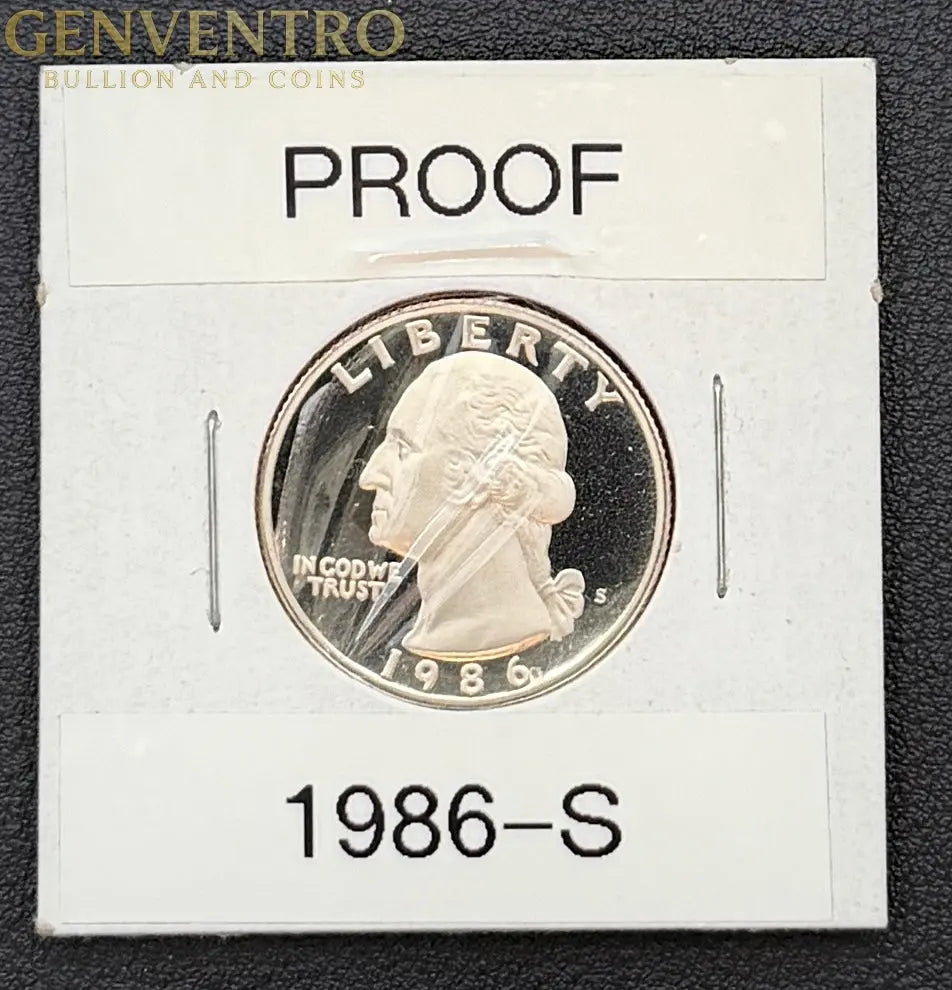 GENVENTRO
BULLION AND COINS
PROOF
LIBERTY
IN GOD WE
TRUST
S
1986
1986-S